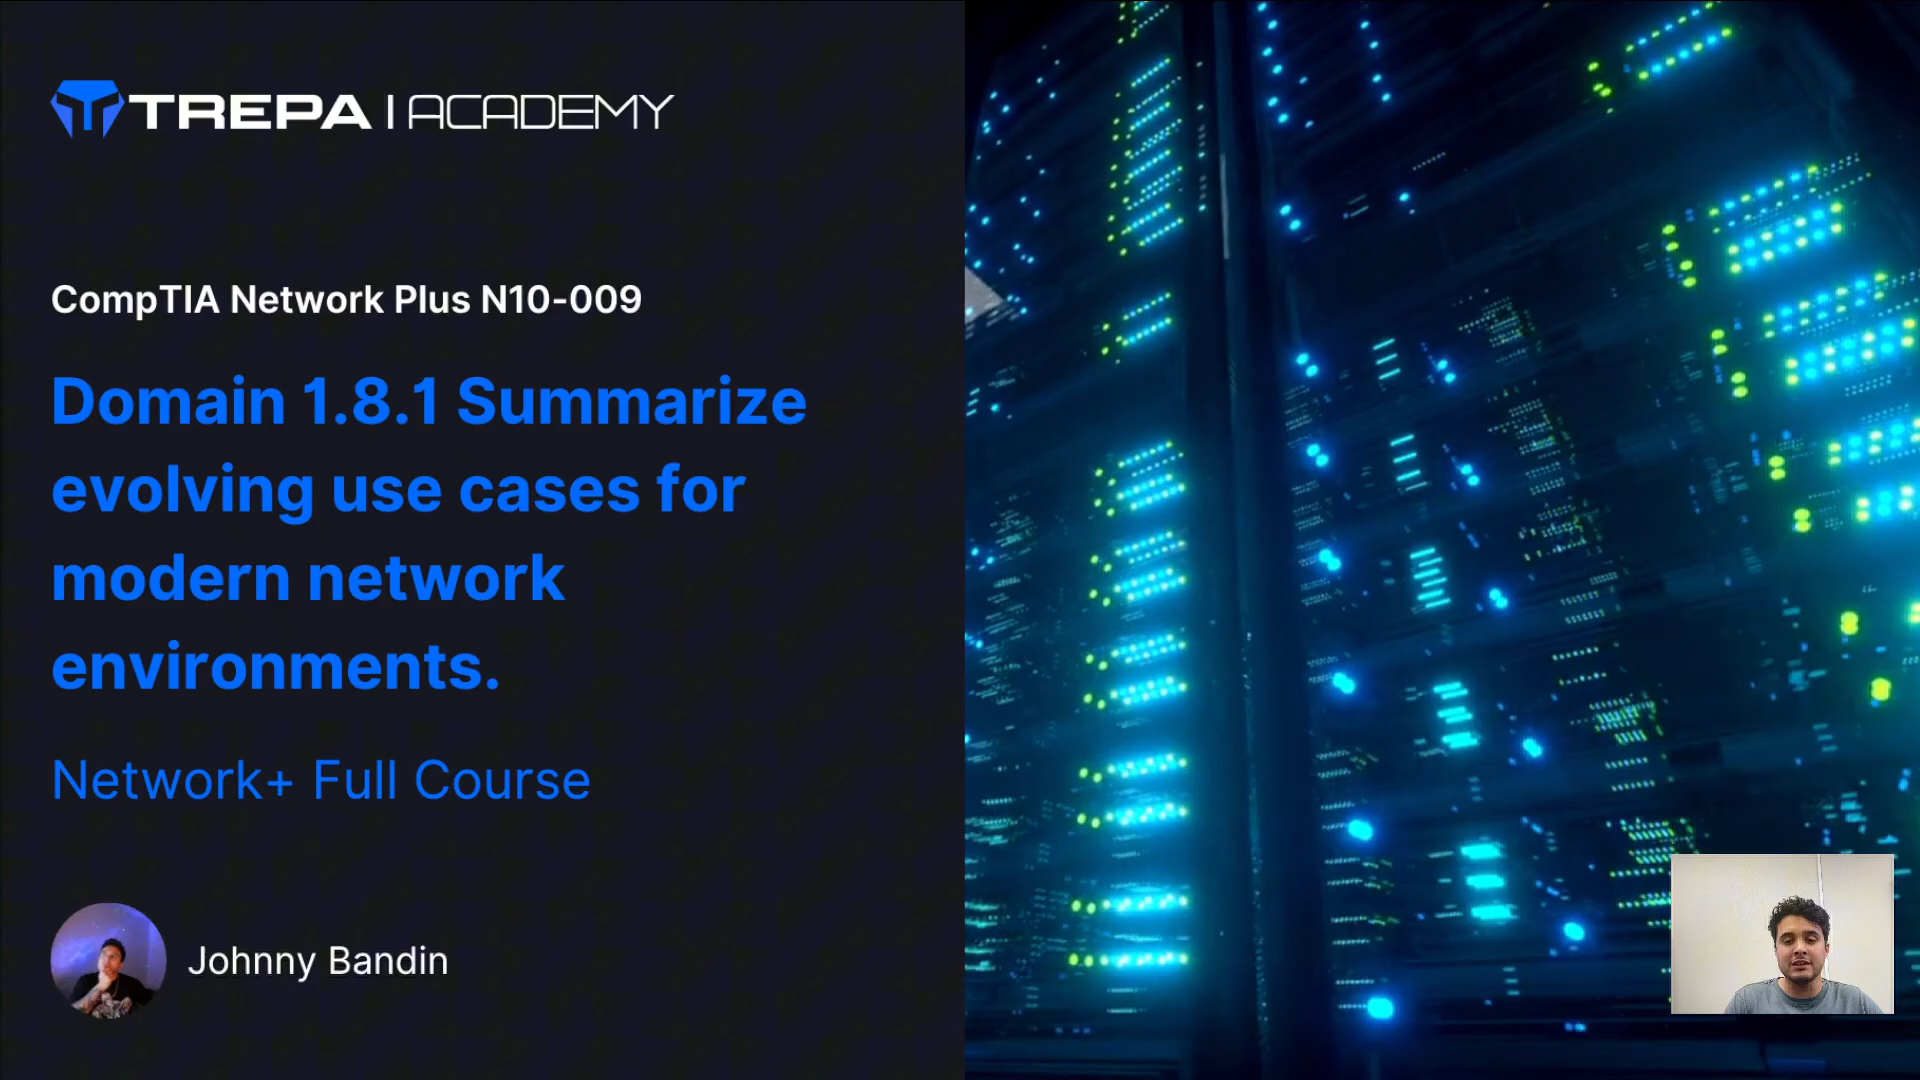 TREPA | ACADEMY
CompTIA Network Plus N10-009
Domain 1.8.1 Summarize
evolving use cases for
modern network
environments.
Network+ Full Course
Johnny Bandin